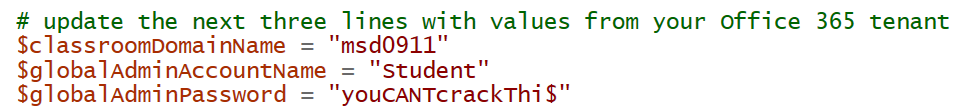 # update the next three lines with values from your Office 365 tenant
$classroomDomainName = "msd0911"
$globalAdminAccountName = "Student"
$globalAdminPassword = "youCANTcrackThi$"